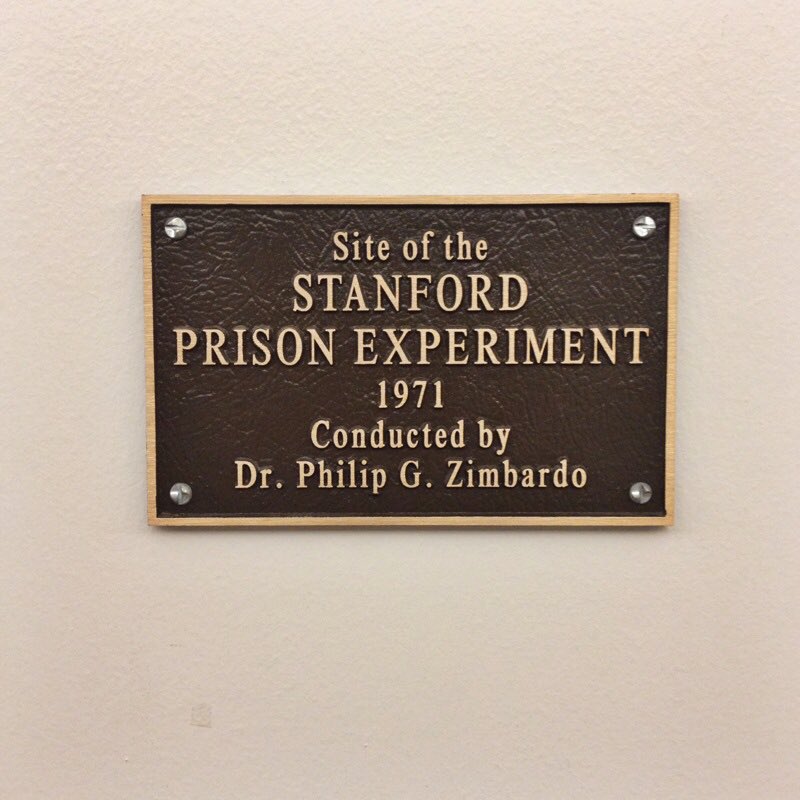 Site of the
STANFORD
PRISON EXPERIMENT
1971
Conducted by
Dr. Philip G. Zimbardo